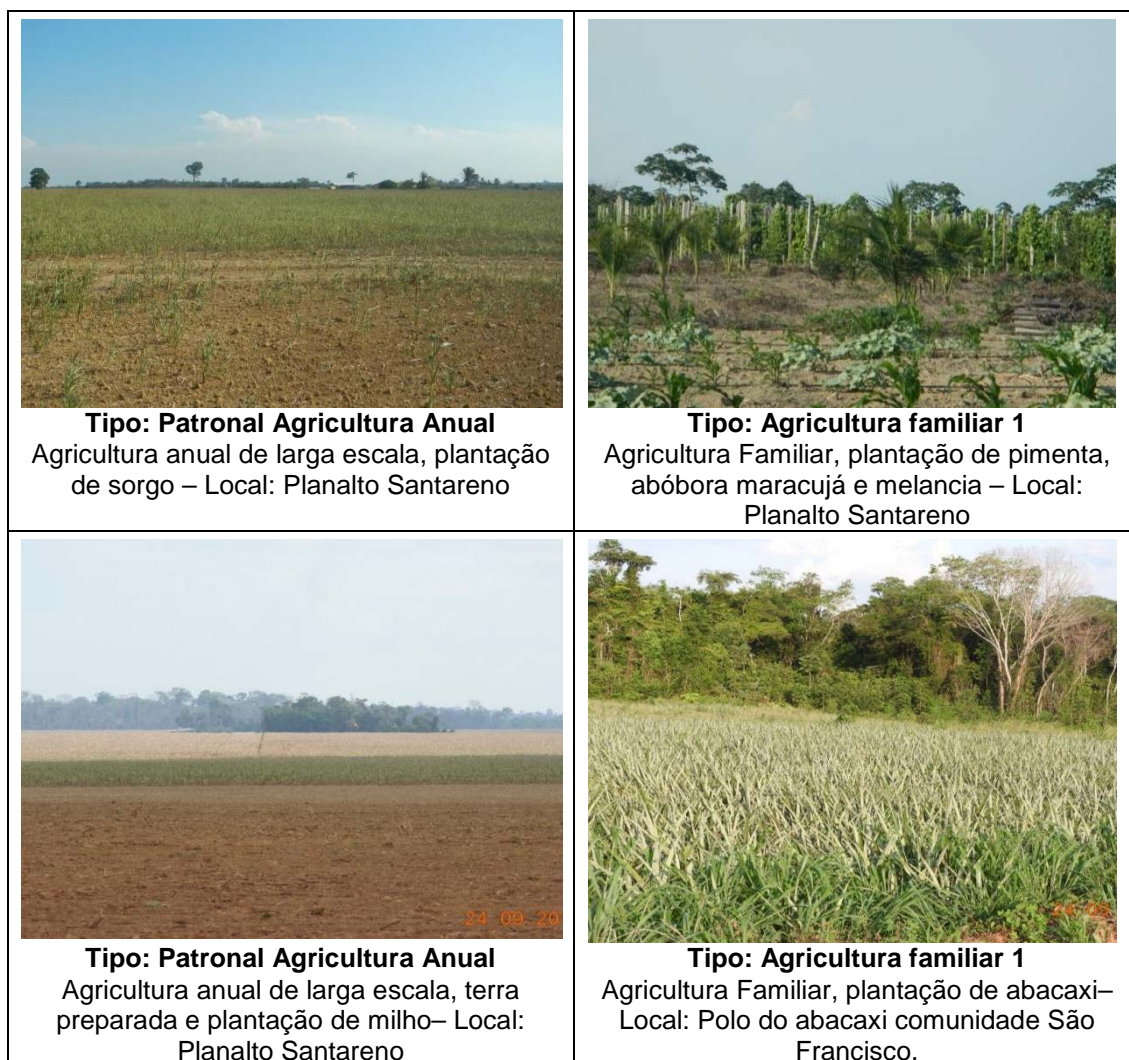 Tipo: Patronal Agricultura Anual
Agricultura anual de larga escala, plantação
de sorgo – Local: Planalto Santareno
Tipo: Agricultura familiar 1
Agricultura Familiar, plantação de pimenta,
abóbora maracujá e melancia – Local:
Planalto Santareno
24 09 20
Tipo: Patronal Agricultura Anual
Agricultura anual de larga escala, terra
preparada e plantação de milho– Local:
Planalto Santareno
Tipo: Agricultura familiar 1
Agricultura Familiar, plantação de abacaxi–
Local: Polo do abacaxi comunidade São
Francisco.